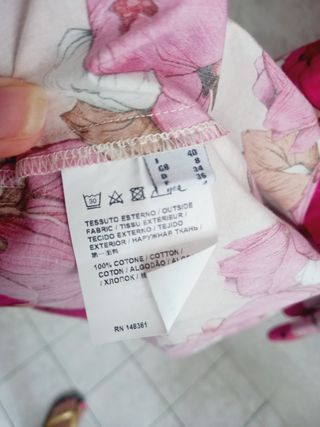 I 40
GB 8
D 34
F 36
30
TESSUTO ESTERNO / OUTSIDE
FABRIC / TISSU EXTERIEUR /
TECIDO EXTERNO / TEJIDO
EXTERIOR / НАРУЖНАЯ ТКАНЬ /
100% COTONE / COTTON /
COTON / ALGODÃO /
/ ХЛОПОК /
RN 148361